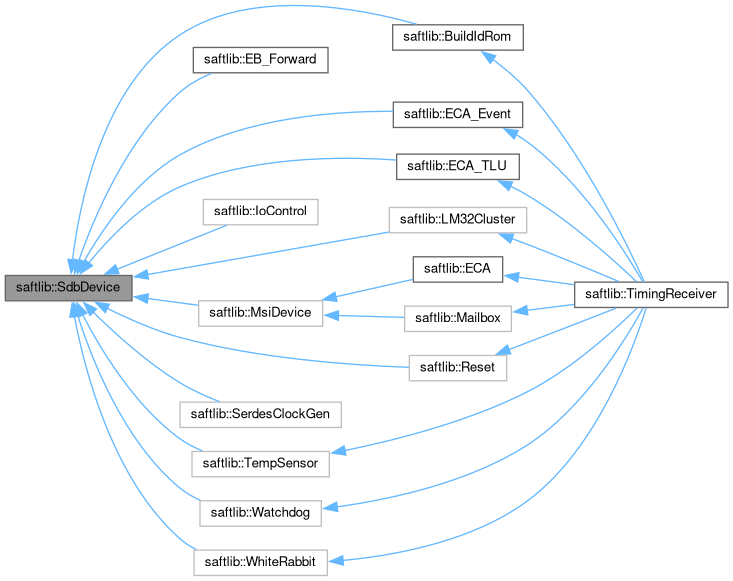 saftlib::BuildIdRom
saftlib::EB_Forward
saftlib::ECA_Event
saftlib::ECA_TLU
saftlib::IoControl
saftlib::LM32Cluster
saftlib::ECA
saftlib::SdbDevice
saftlib::TimingReceiver
saftlib::MsiDevice
saftlib::Mailbox
saftlib::Reset
saftlib::SerdesClockGen
saftlib::TempSensor
saftlib::Watchdog
saftlib::WhiteRabbit